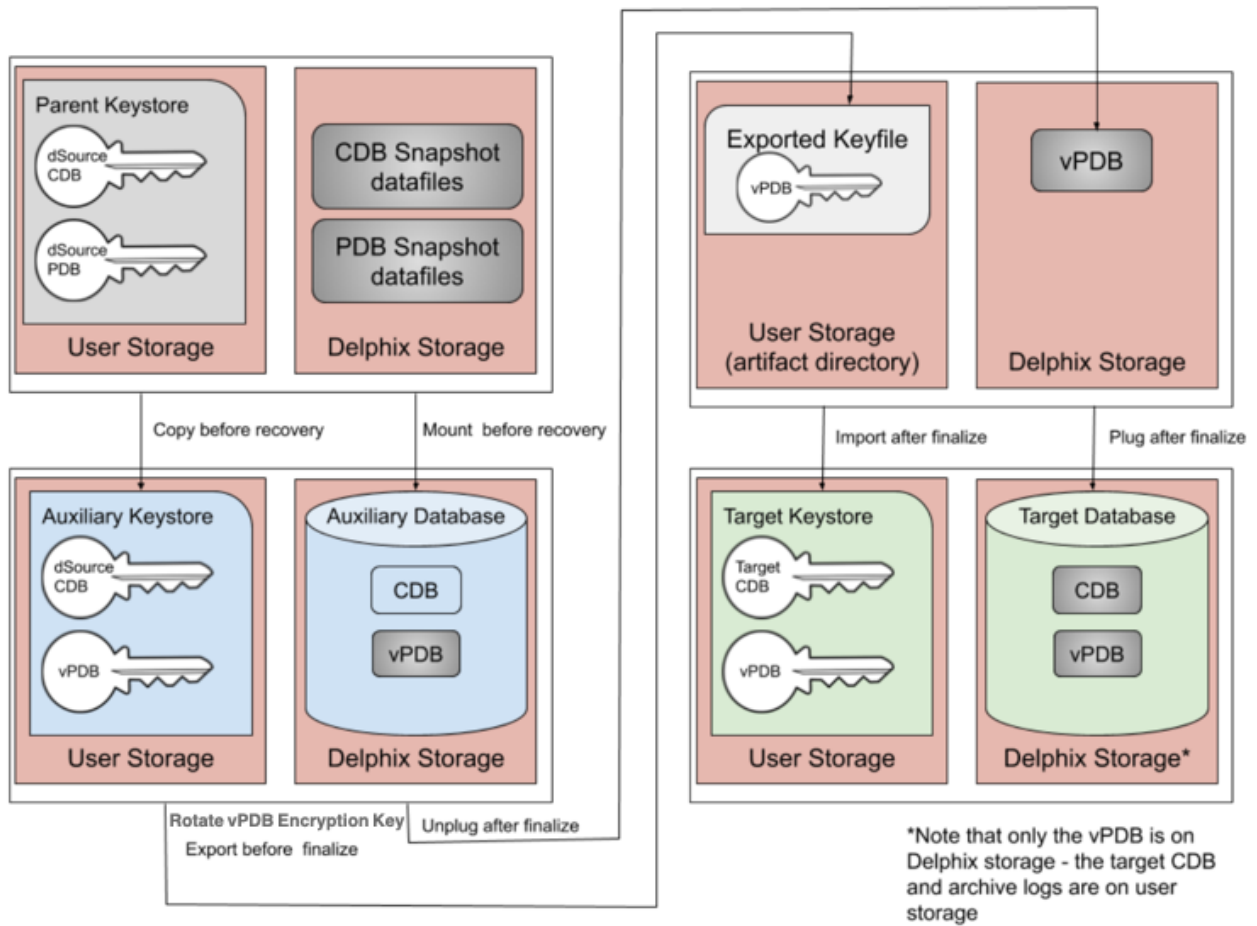 Parent Keystore
dSource
CDB
dSource
PDB
User Storage
CDB Snapshot
datafiles
PDB Snapshot
datafiles
Delphix Storage
Copy before recovery
Mount before recovery
Auxiliary Keystore
dSource
CDB
vPDB
User Storage
Auxiliary Database
CDB
vPDB
Delphix Storage
Rotate vPDB Encryption Key
Export before finalize
Unplug after finalize
Exported Keyfile
vPDB
User Storage
(artifact directory)
vPDB
Delphix Storage
Import after finalize
Plug after finalize
Target Keystore
Target
CDB
vPDB
User Storage
Target Database
CDB
vPDB
Delphix Storage*
*Note that only the vPDB is on
Delphix storage - the target CDB
and archive logs are on user
storage